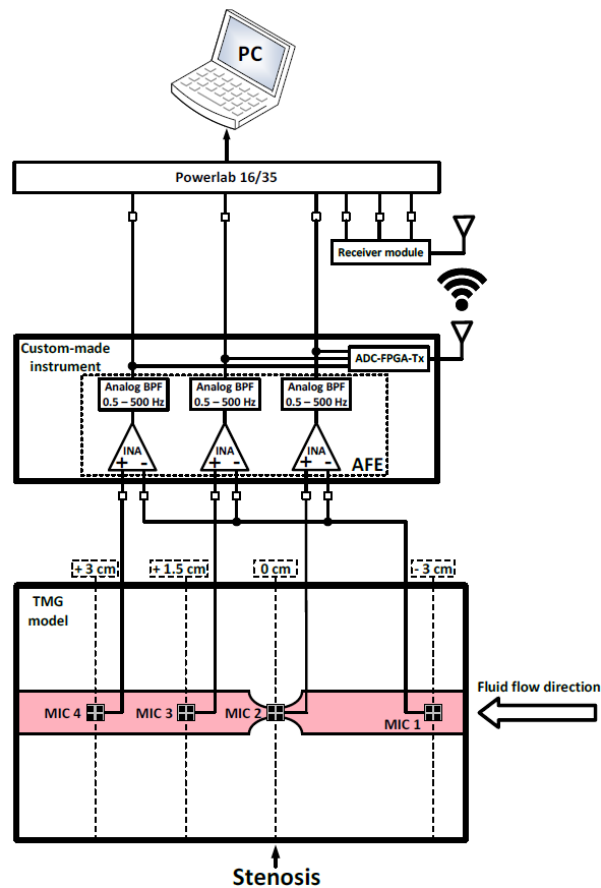 PC
Powerlab 16/35
Receiver module
Custom-made
instrument
ADC-FPGA-Tx
Analog BPF
0.5 – 500 Hz
Analog BPF
0.5 – 500 Hz
Analog BPF
0.5 – 500 Hz
INA
+ -
INA
+ -
INA
+ -
AFE
+ 3 cm
+ 1.5 cm
0 cm
- 3 cm
TMG
model
Fluid flow direction
MIC 4
MIC 3
MIC 2
MIC 1
Stenosis